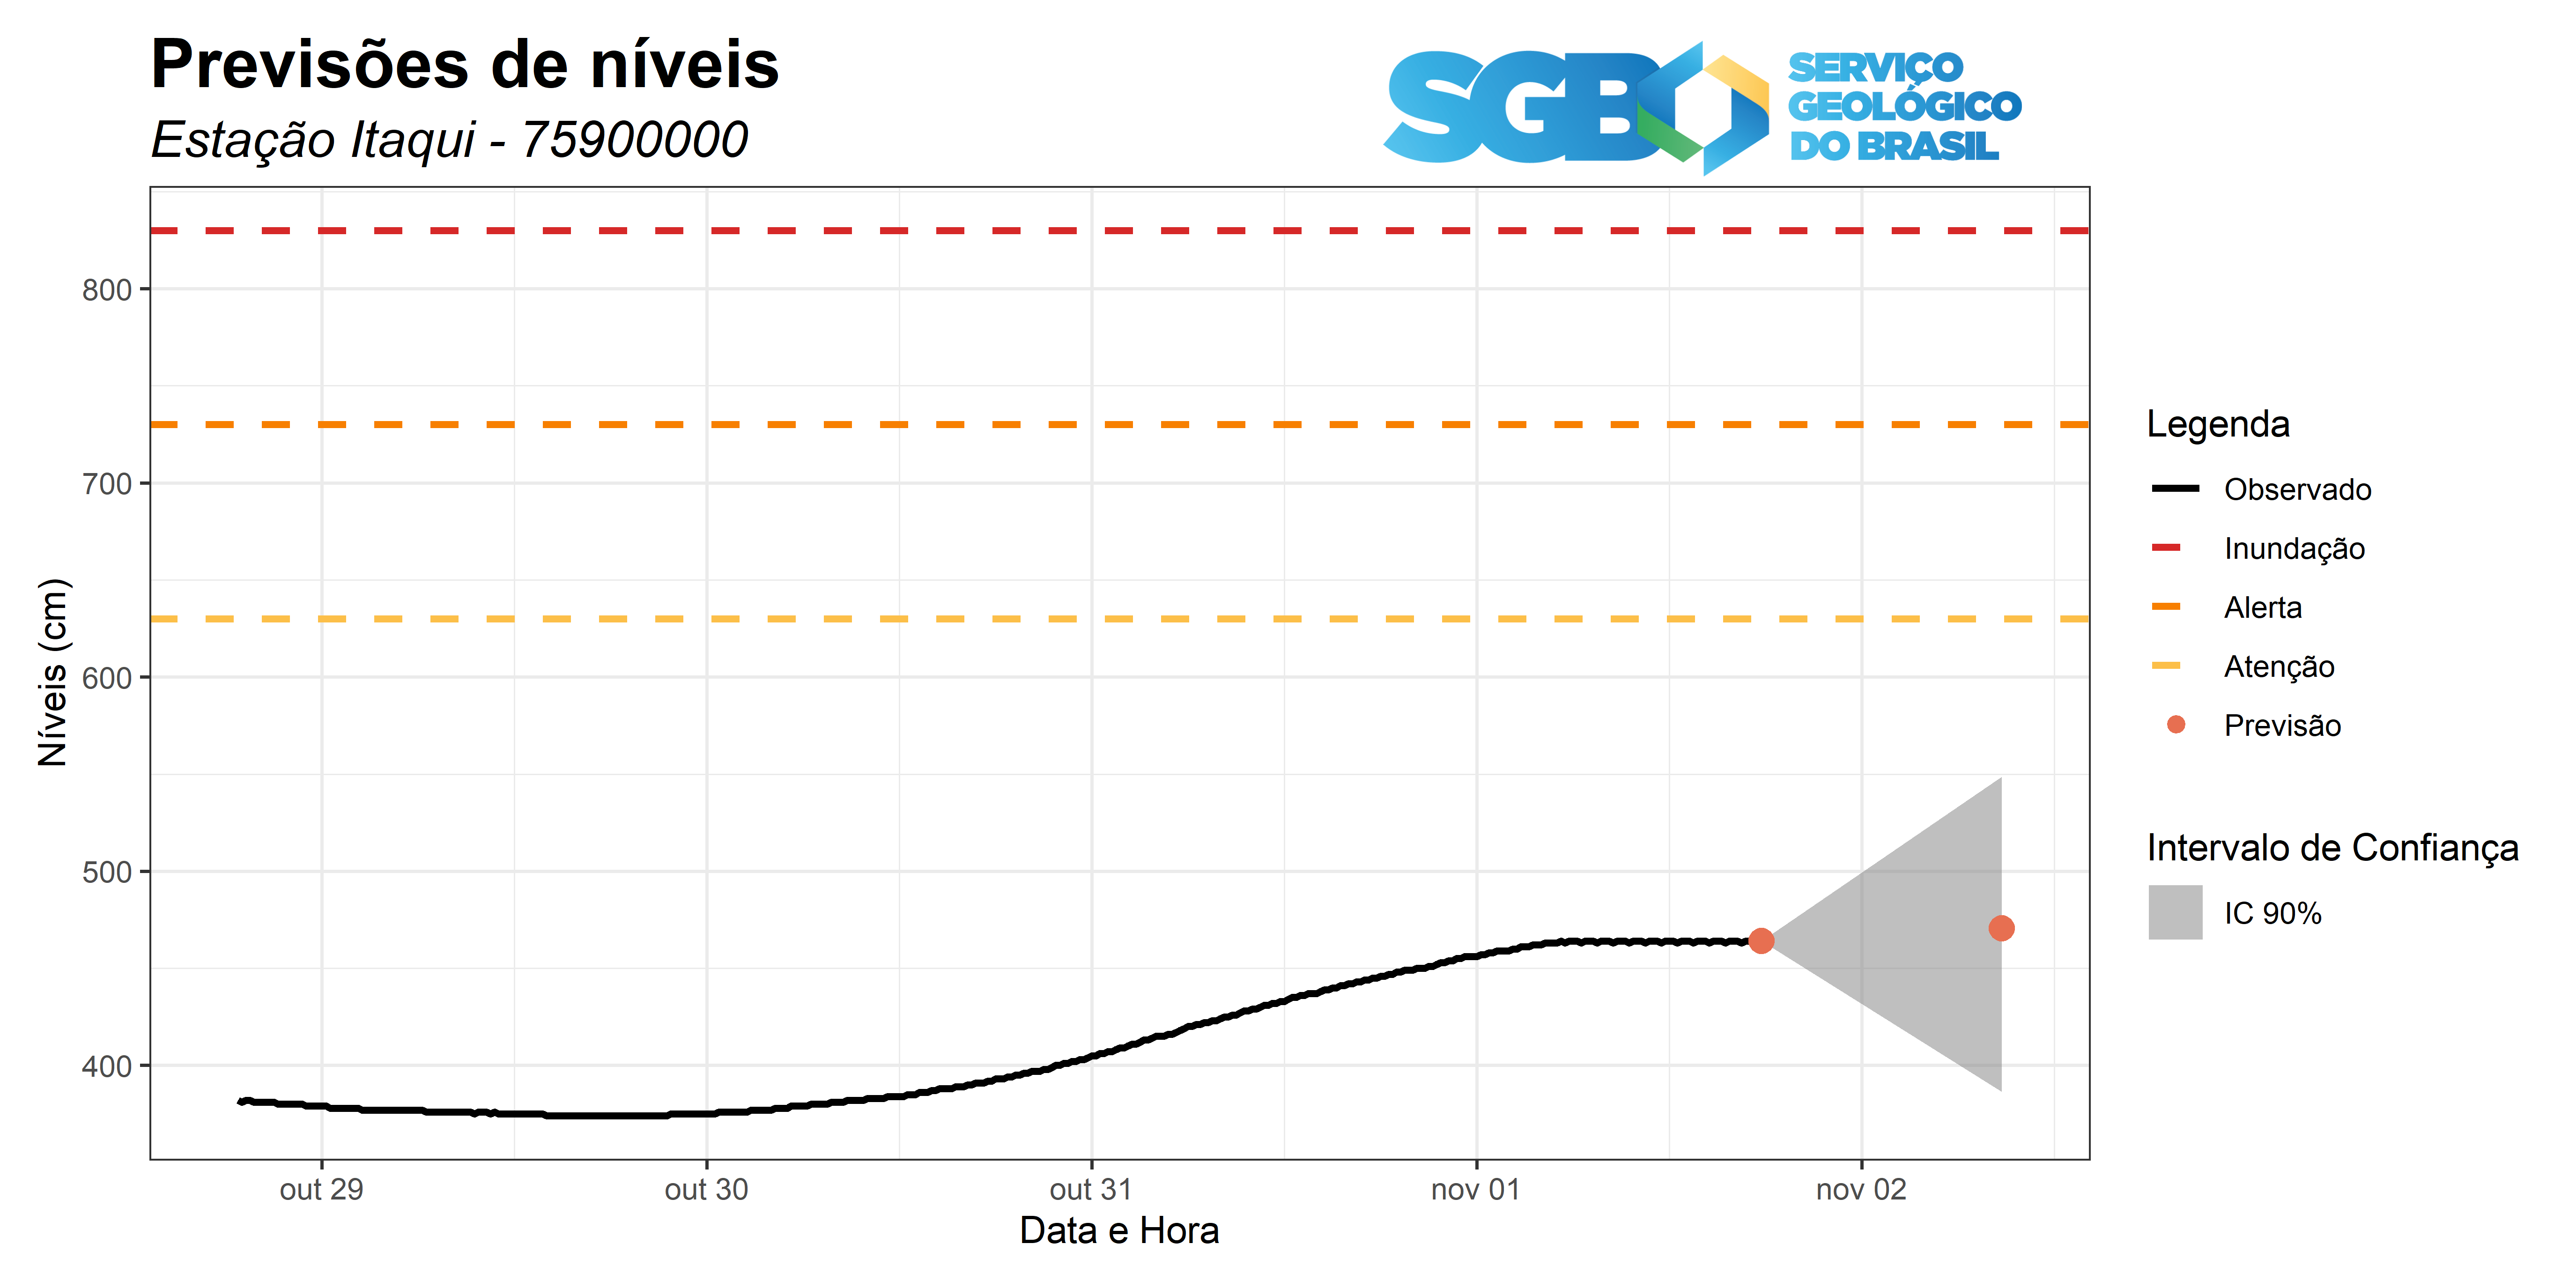 Previsões de níveis
Estação Itaqui - 75900000
SGB
SERVIÇO
GEOLÓGICO
DO BRASIL
Níveis (cm)
800
700
600
500
400
out 29
out 30
out 31
nov 01
nov 02
Data e Hora
Legenda
Observado
Inundação
Alerta
Atenção
Previsão
Intervalo de Confiança
IC 90%